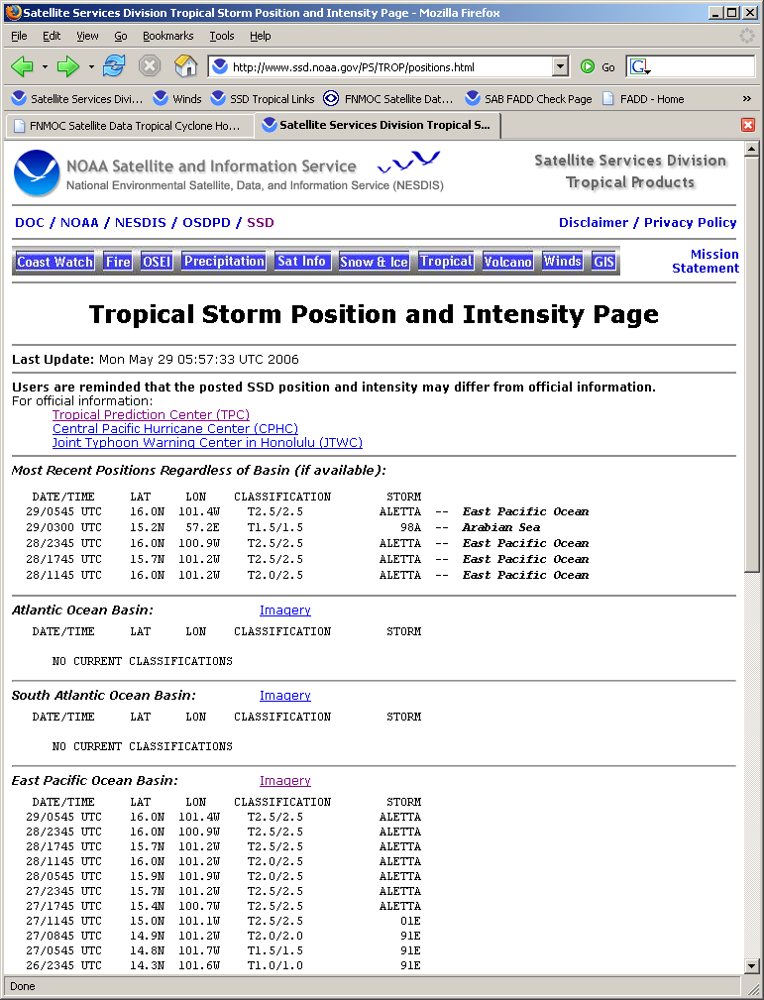 Satellite Services Division Tropical Storm Position and Intensity Page - Mozilla Firefox
File Edit View Go Bookmarks Tools Help
http://www.ssd.noaa.gov/PS/TROP/positions.html Go G
Satellite Services Divi... Winds SSD Tropical Links FNMOC Satellite Dat... SAB FADD Check Page FADD - Home »
FNMOC Satellite Data Tropical Cyclone Ho... Satellite Services Division Tropical S...
NOAA Satellite and Information Service
National Environmental Satellite, Data, and Information Service (NESDIS)
Satellite Services Division
Tropical Products
DOC / NOAA / NESDIS / OSDPD / SSD Disclaimer / Privacy Policy
Coast Watch Fire OSEI Precipitation Sat Info Snow & Ice Tropical Volcano Winds GIS
Mission
Statement
Tropical Storm Position and Intensity Page
Last Update: Mon May 29 05:57:33 UTC 2006
Users are reminded that the posted SSD position and intensity may differ from official information.
For official information:
Tropical Prediction Center (TPC)
Central Pacific Hurricane Center (CPHC)
Joint Typhoon Warning Center in Honolulu (JTWC)
Most Recent Positions Regardless of Basin (if available):
DATE/TIME LAT LON CLASSIFICATION STORM
29/0545 UTC 16.0N 101.4W T2.5/2.5 ALETTA -- East Pacific Ocean
29/0300 UTC 15.2N 57.2E T1.5/1.5 98A -- Arabian Sea
28/2345 UTC 16.0N 100.9W T2.5/2.5 ALETTA -- East Pacific Ocean
28/1745 UTC 15.7N 101.2W T2.5/2.5 ALETTA -- East Pacific Ocean
28/1145 UTC 16.0N 101.2W T2.0/2.5 ALETTA -- East Pacific Ocean
Atlantic Ocean Basin: Imagery
DATE/TIME LAT LON CLASSIFICATION STORM
NO CURRENT CLASSIFICATIONS
South Atlantic Ocean Basin: Imagery
DATE/TIME LAT LON CLASSIFICATION STORM
NO CURRENT CLASSIFICATIONS
East Pacific Ocean Basin: Imagery
DATE/TIME LAT LON CLASSIFICATION STORM
29/0545 UTC 16.0N 101.4W T2.5/2.5 ALETTA
28/2345 UTC 16.0N 100.9W T2.5/2.5 ALETTA
28/1745 UTC 15.7N 101.2W T2.5/2.5 ALETTA
28/1145 UTC 16.0N 101.2W T2.0/2.5 ALETTA
28/0545 UTC 15.9N 101.9W T2.0/2.5 ALETTA
27/2345 UTC 15.7N 101.2W T2.5/2.5 ALETTA
27/1745 UTC 15.4N 100.7W T2.5/2.5 ALETTA
27/1145 UTC 15.0N 101.1W T2.5/2.5 01E
27/0845 UTC 14.9N 101.2W T2.0/2.0 91E
27/0545 UTC 14.8N 101.7W T1.5/1.5 91E
26/2345 UTC 14.3N 101.6W T1.0/1.0 91E
Done